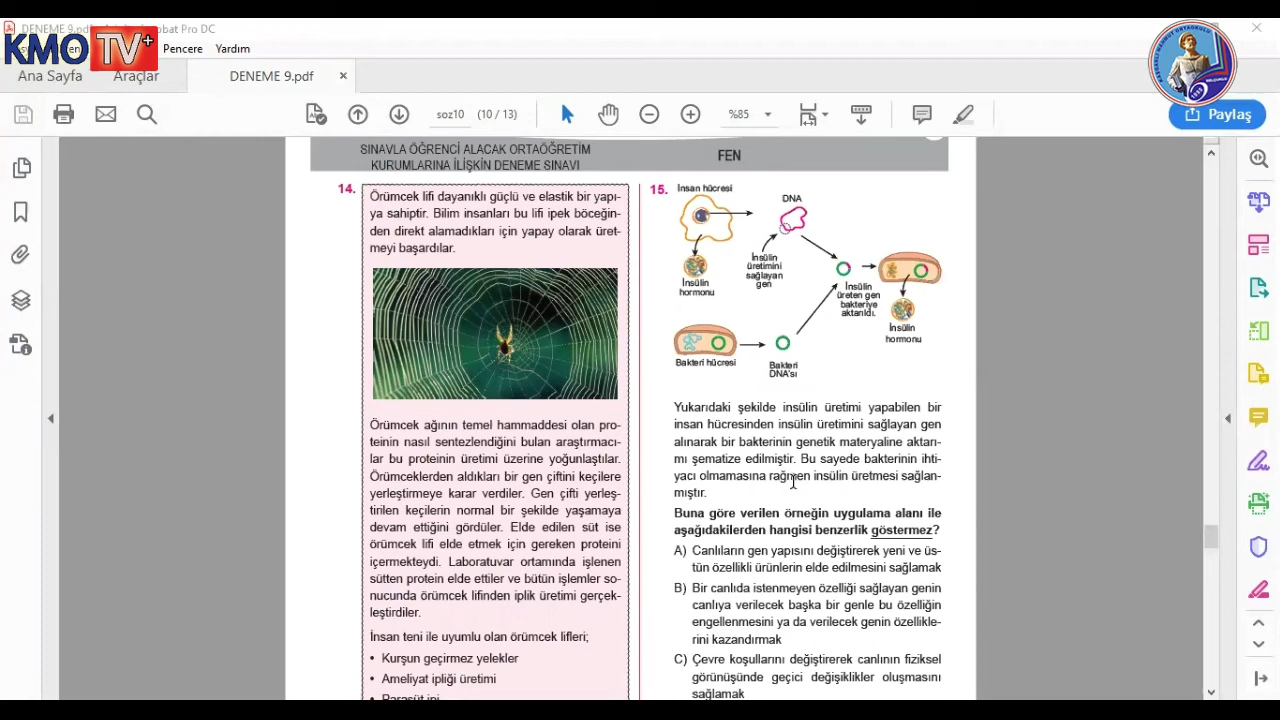 DENEME 9.pdf
bat Pro DC
KMO TV+
Pencere
Yardım
Ana Sayfa
Araçlar
DENEME 9.pdf
soz10
(10 / 13)
%85
Paylaş
SINAVLA ÖĞRENCİ ALACAK ORTAÖĞRETİM
KURUMLARINA İLİŞKİN DENEME SINAVI
FEN
14.
Örümcek lifi dayanıklı güçlü ve elastik bir yapı-
ya sahiptir. Bilim insanları bu lifi ipek böceğin-
den direkt alamadıkları için yapay olarak üret-
meyi başardılar.
Örümcek ağının temel hammaddesi olan pro-
teinin nasıl sentezlendiğini bulan araştırmacı-
lar bu proteinin üretimi üzerine yoğunlaştılar.
Örümceklerden aldıkları bir gen çiftini keçilere
yerleştirmeye karar verdiler. Gen çifti yerleş-
tirilen keçilerin normal bir şekilde yaşamaya
devam ettiğini gördüler. Elde edilen süt ise
örümcek lifi elde etmek için gereken proteini
içermekteydi. Laboratuvar ortamında işlenen
sütten protein elde ettiler ve bütün işlemler so-
nucunda örümcek lifinden iplik üretimi gerçek-
leştirdiler.
İnsan teni ile uyumlu olan örümcek lifleri;
• Kurşun geçirmez yelekler
• Ameliyat ipliği üretimi
• Paraşüt ipi
15.
İnsan hücresi
DNA
İnsülin
hormonu
İnsülin
üretimini
sağlayan
gen
İnsülin
üreten gen
bakteriye
aktarıldı.
İnsülin
hormonu
Bakteri hücresi
Bakteri
DNA'sı
Yukarıdaki şekilde insülin üretimi yapabilen bir
insan hücresinden insülin üretimini sağlayan gen
alınarak bir bakterinin genetik materyaline aktarı-
mı şematize edilmiştir. Bu sayede bakterinin ihti-
yacı olmamasına rağmen insülin üretmesi sağlan-
mıştır.
Buna göre verilen örneğin uygulama alanı ile
aşağıdakilerden hangisi benzerlik göstermez?
A) Canlıların gen yapısını değiştirerek yeni ve üs-
tün özellikli ürünlerin elde edilmesini sağlamak
B) Bir canlıda istenmeyen özelliği sağlayan genin
canlıya verilecek başka bir genle bu özelliğin
engellenmesini ya da verilecek genin özellikle-
rini kazandırmak
C) Çevre koşullarını değiştirerek canlının fiziksel
görünüşünde geçici değişiklikler oluşmasını
sağlamak